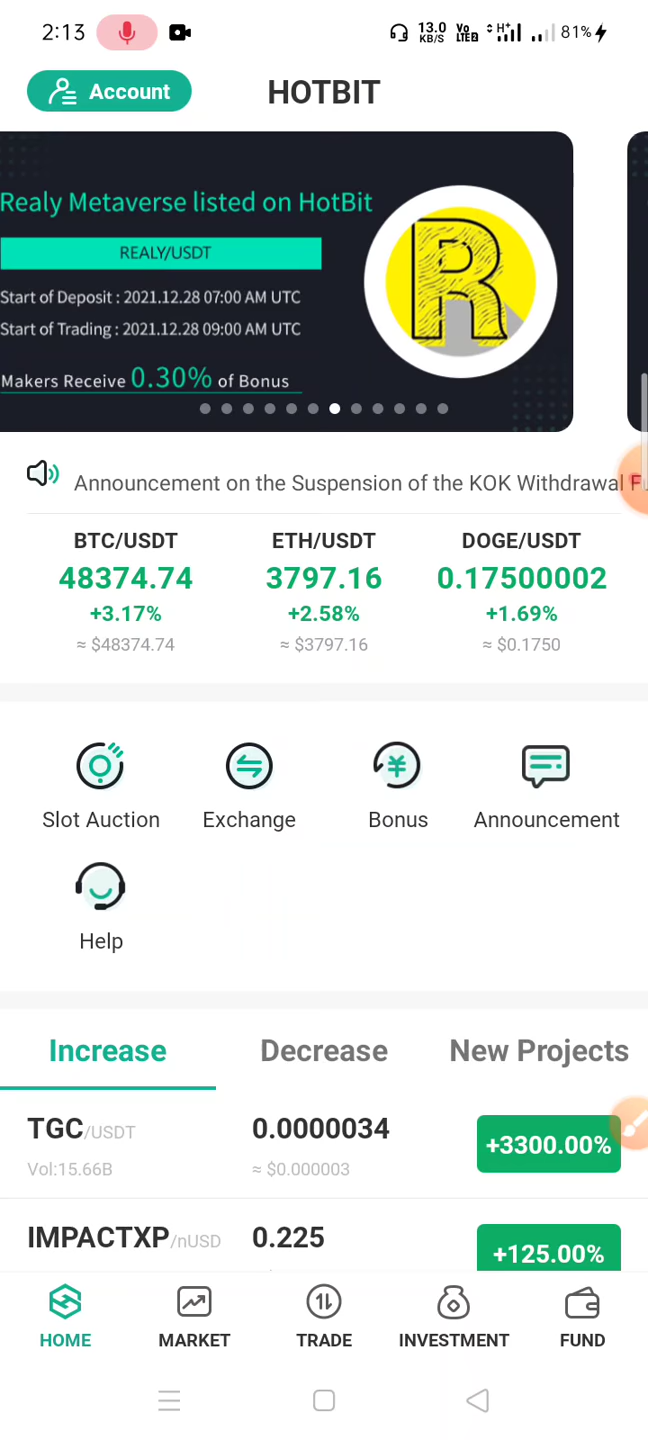 2:13
13.0 KB/S
Vo LTE2
H+
81%
Account
HOTBIT
Realy Metaverse listed on HotBit
REALY/USDT
Start of Deposit : 2021.12.28 07:00 AM UTC
Start of Trading : 2021.12.28 09:00 AM UTC
Makers Receive 0.30% of Bonus
Announcement on the Suspension of the KOK Withdrawal
BTC/USDT ETH/USDT DOGE/USDT
48374.74 3797.16 0.17500002
+3.17% +2.58% +1.69%
≈ $48374.74 ≈ $3797.16 ≈ $0.1750
Slot Auction Exchange Bonus Announcement
Help
Increase Decrease New Projects
TGC/USDT 0.0000034 +3300.00%
Vol:15.66B ≈ $0.000003
IMPACTXP/nUSD 0.225 +125.00%
HOME MARKET TRADE INVESTMENT FUND